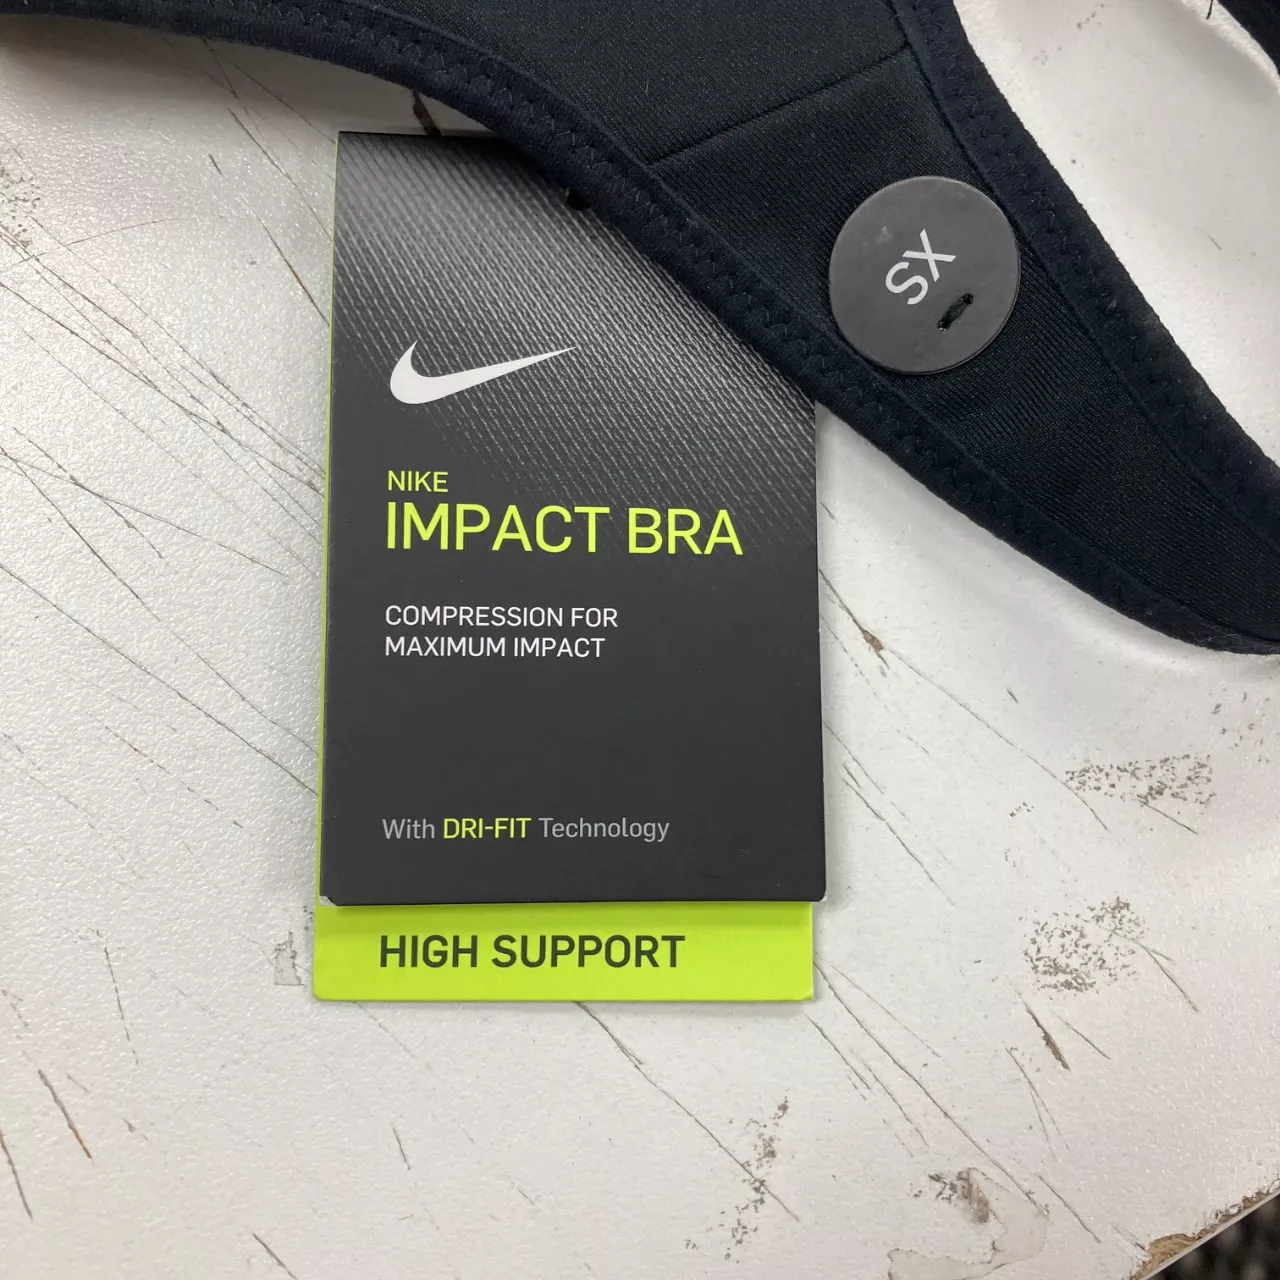 XS
NIKE
IMPACT BRA
COMPRESSION FOR
MAXIMUM IMPACT
With DRI-FIT Technology
HIGH SUPPORT